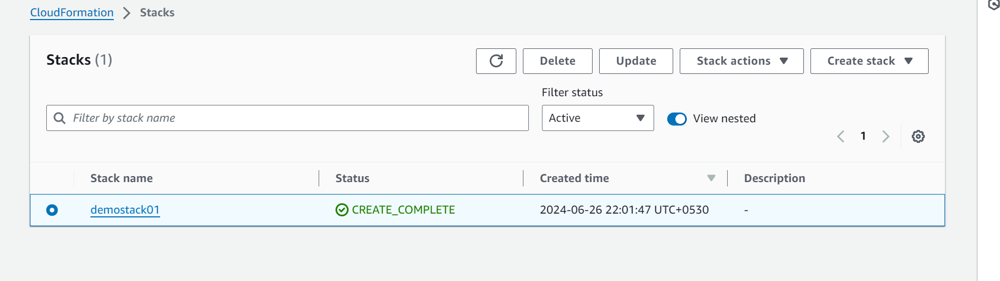 CloudFormation > Stacks
Stacks (1)
Delete
Update
Stack actions
Create stack
Filter status
Filter by stack name
Active
View nested
1
Stack name Status Created time Description
demostack01 CREATE_COMPLETE 2024-06-26 22:01:47 UTC+0530 -